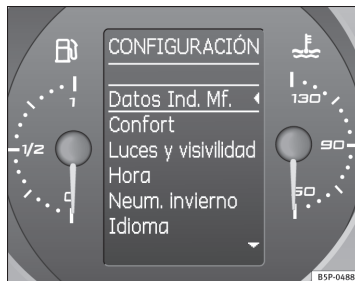 CONFIGURACIÓN
Datos Ind. Mf.
Confort
Luces y visivilidad
Hora
Neum. invierno
Idioma
1
1/2
0
130
90
50
B5P-0488